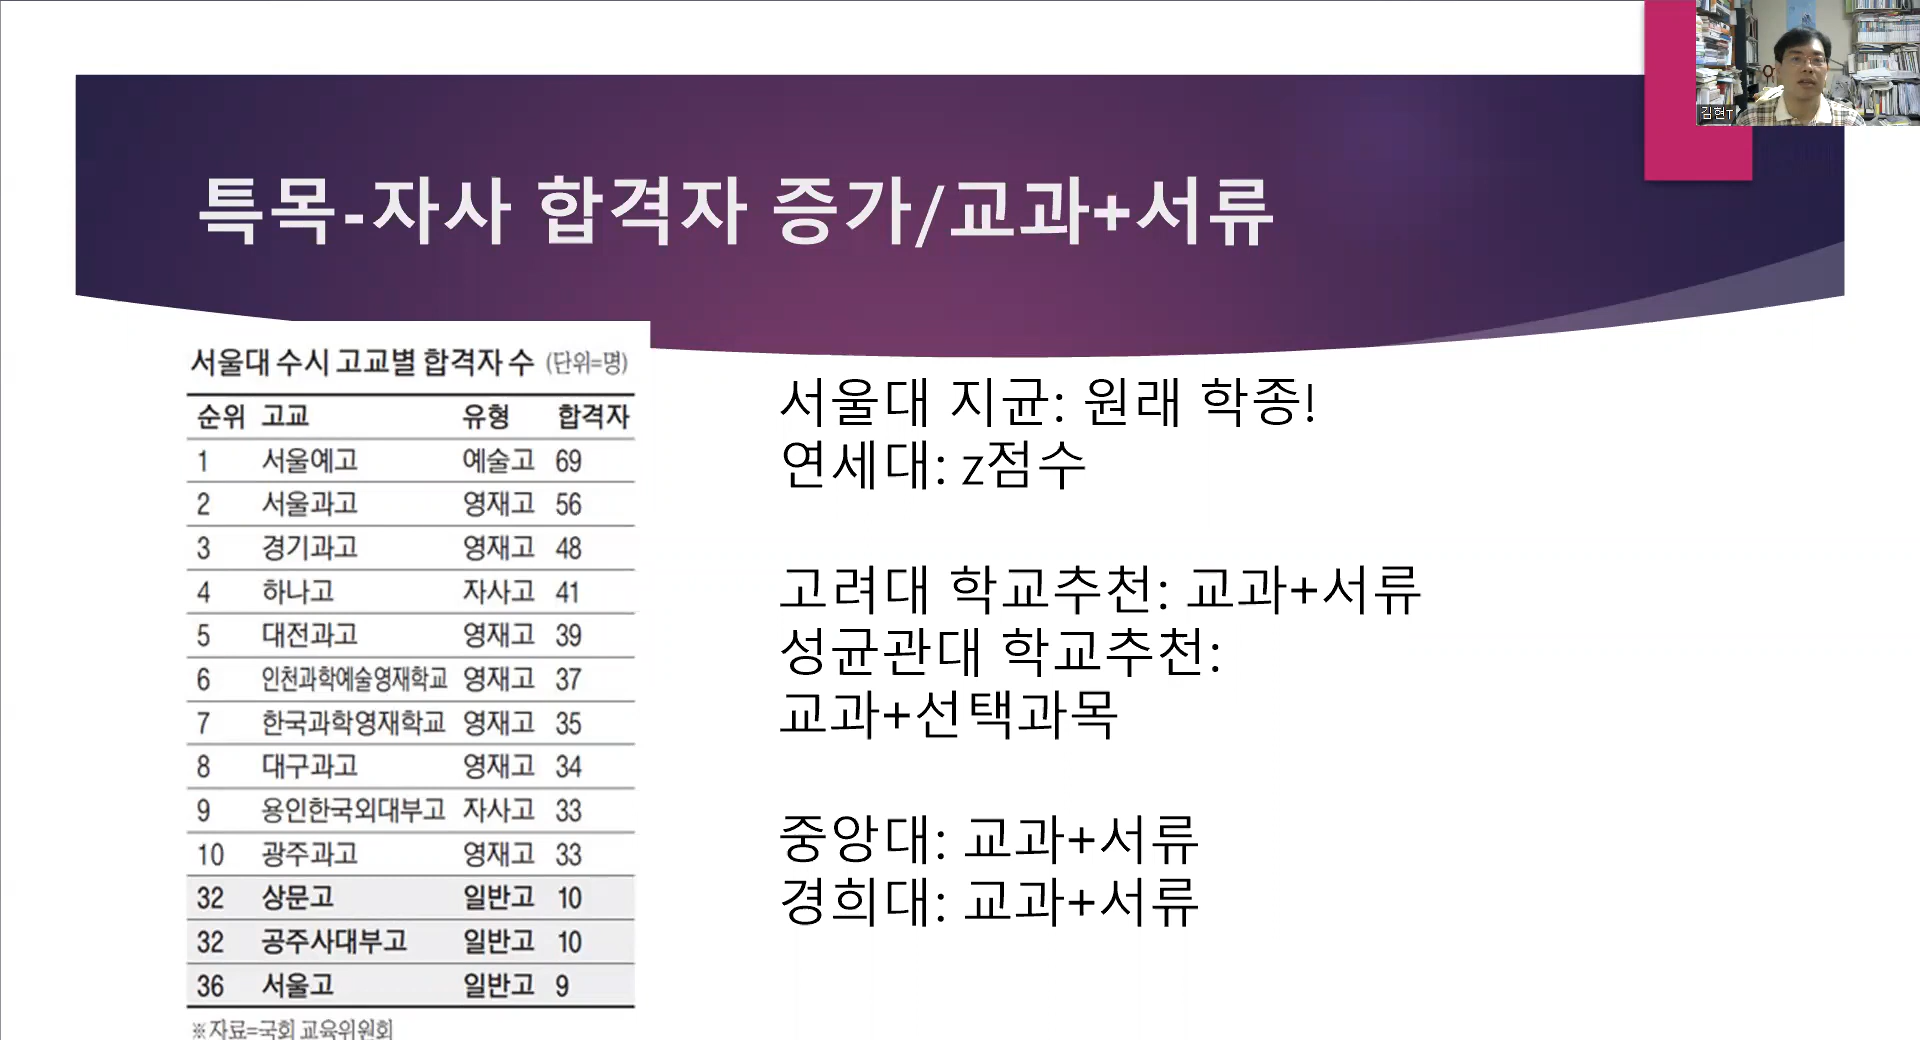 특목-자사 합격자 증가/교과+서류
김현T
서울대 수시 고교별 합격자 수 (단위=명)
순위 고교 유형 합격자
1 서울예고 예술고 69
2 서울과고 영재고 56
3 경기과고 영재고 48
4 하나고 자사고 41
5 대전과고 영재고 39
6 인천과학예술영재학교 영재고 37
7 한국과학영재학교 영재고 35
8 대구과고 영재고 34
9 용인한국외대부고 자사고 33
10 광주과고 영재고 33
32 상문고 일반고 10
32 공주사대부고 일반고 10
36 서울고 일반고 9
※자료=국회 교육위원회
서울대 지균: 원래 학종!
연세대: z점수
고려대 학교추천: 교과+서류
성균관대 학교추천:
교과+선택과목
중앙대: 교과+서류
경희대: 교과+서류